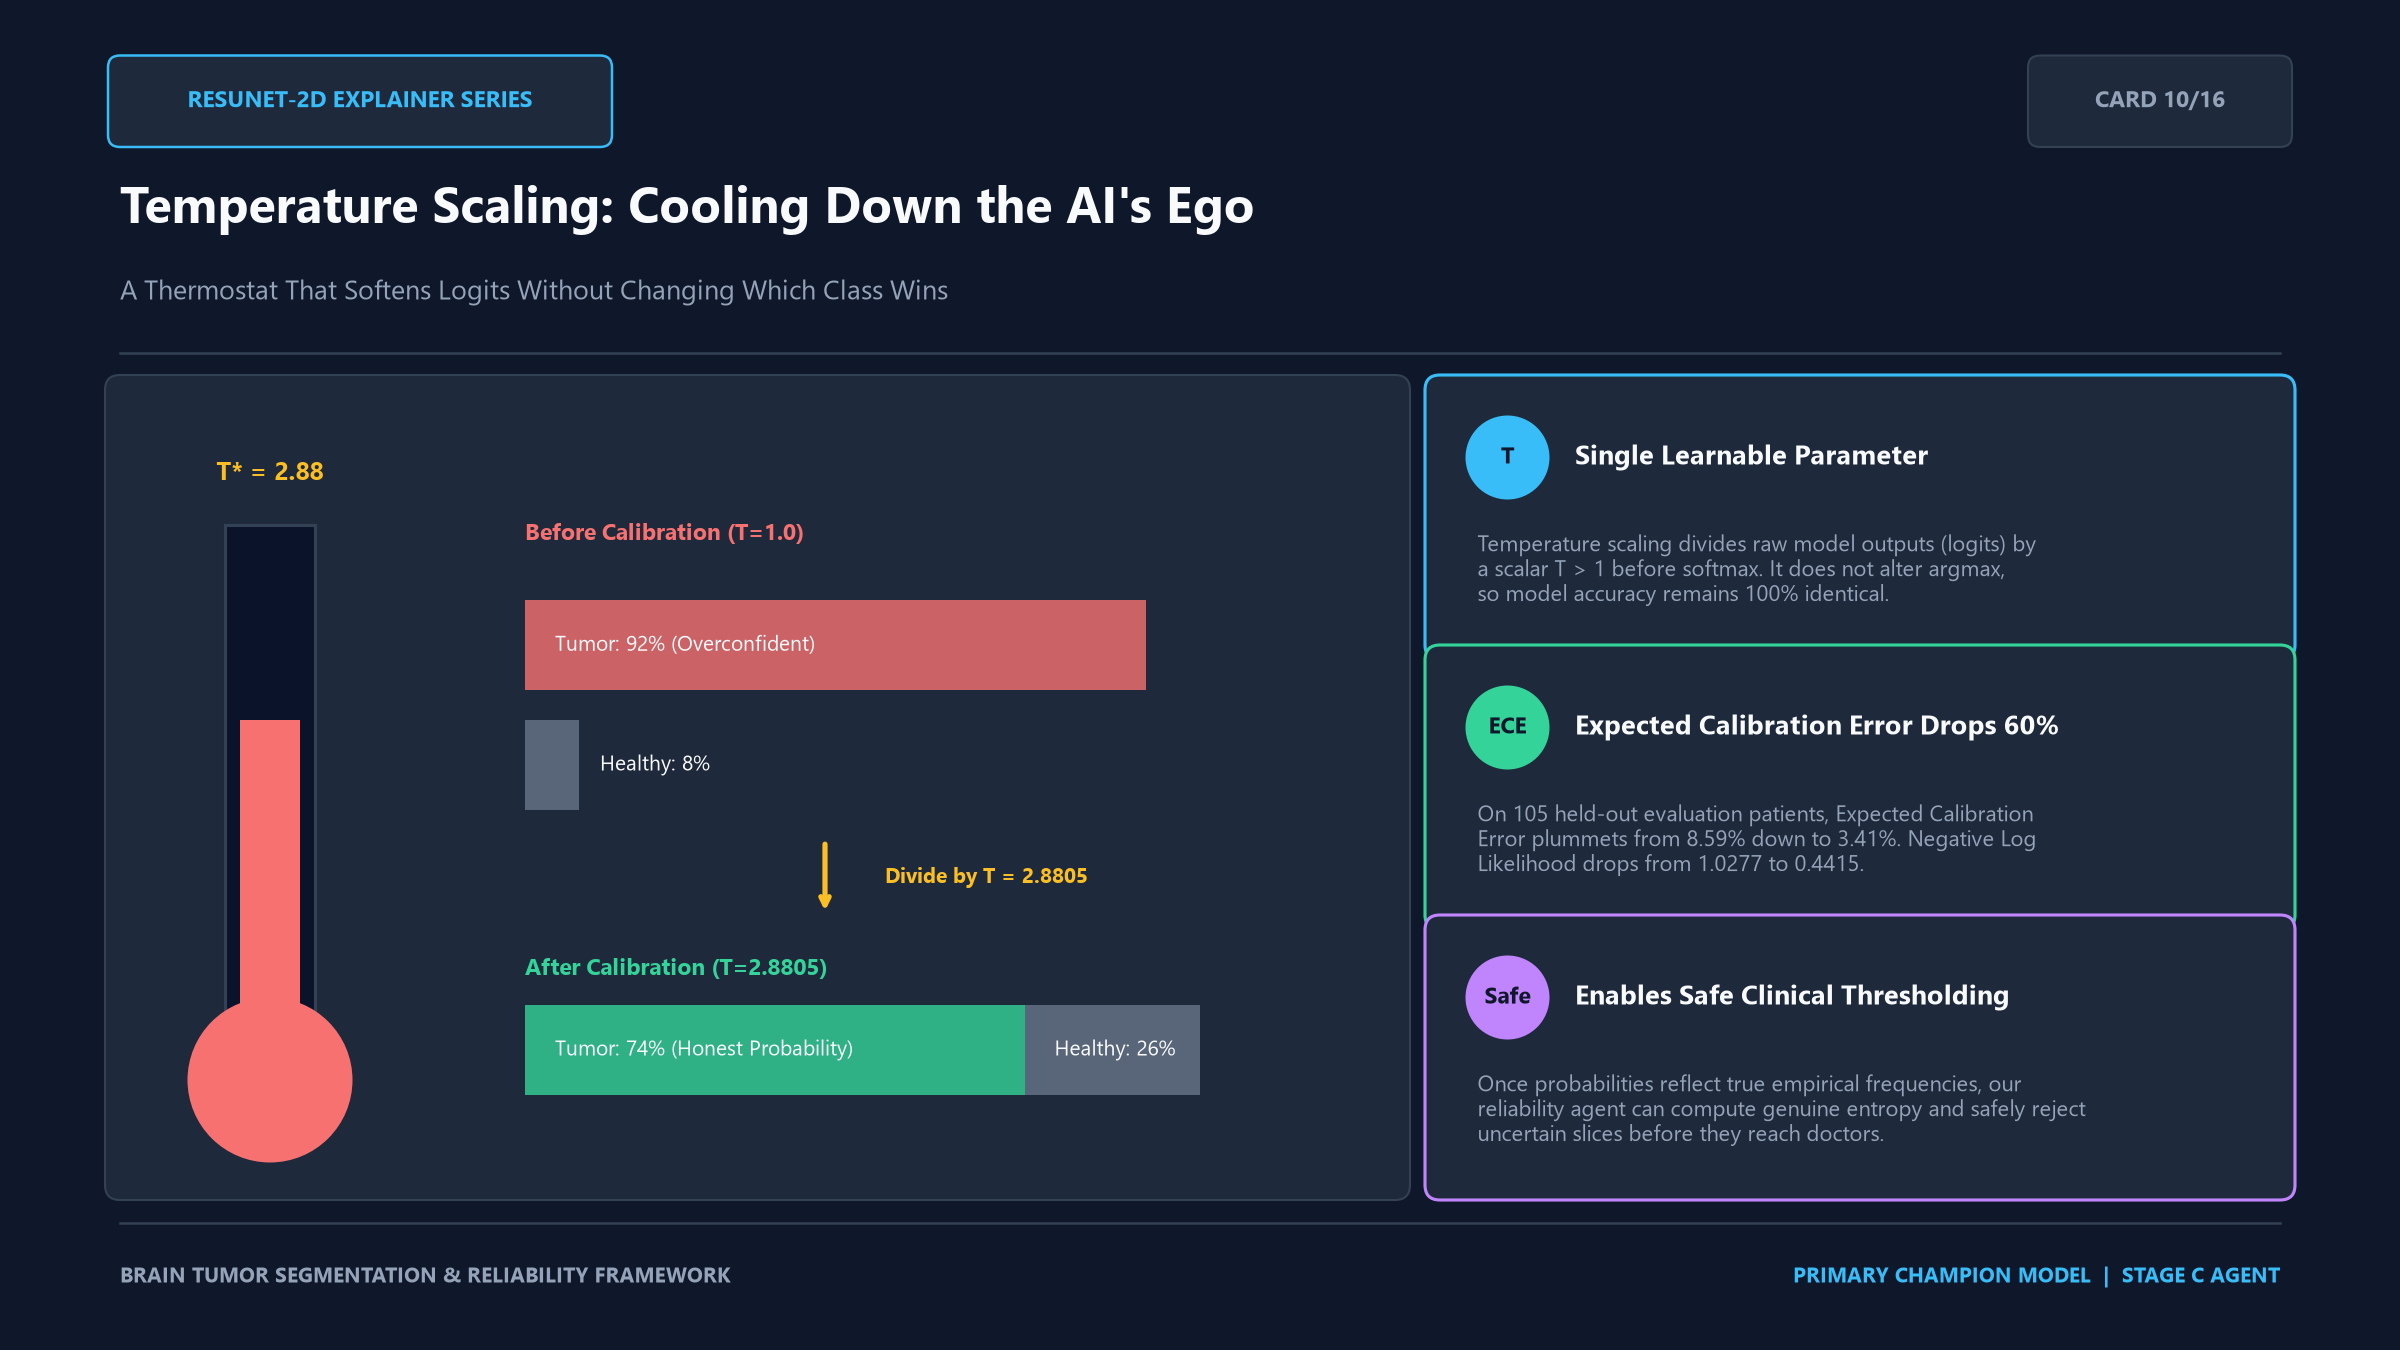 RESUNET-2D EXPLAINER SERIES
CARD 10/16
Temperature Scaling: Cooling Down the AI's Ego
A Thermostat That Softens Logits Without Changing Which Class Wins
T* = 2.88
Before Calibration (T=1.0)
Tumor: 92% (Overconfident)
Healthy: 8%
Divide by T = 2.8805
After Calibration (T=2.8805)
Tumor: 74% (Honest Probability)
Healthy: 26%
T
Single Learnable Parameter
Temperature scaling divides raw model outputs (logits) by
a scalar T > 1 before softmax. It does not alter argmax,
so model accuracy remains 100% identical.
ECE
Expected Calibration Error Drops 60%
On 105 held-out evaluation patients, Expected Calibration
Error plummets from 8.59% down to 3.41%. Negative Log
Likelihood drops from 1.0277 to 0.4415.
Safe
Enables Safe Clinical Thresholding
Once probabilities reflect true empirical frequencies, our
reliability agent can compute genuine entropy and safely reject
uncertain slices before they reach doctors.
BRAIN TUMOR SEGMENTATION & RELIABILITY FRAMEWORK
PRIMARY CHAMPION MODEL | STAGE C AGENT